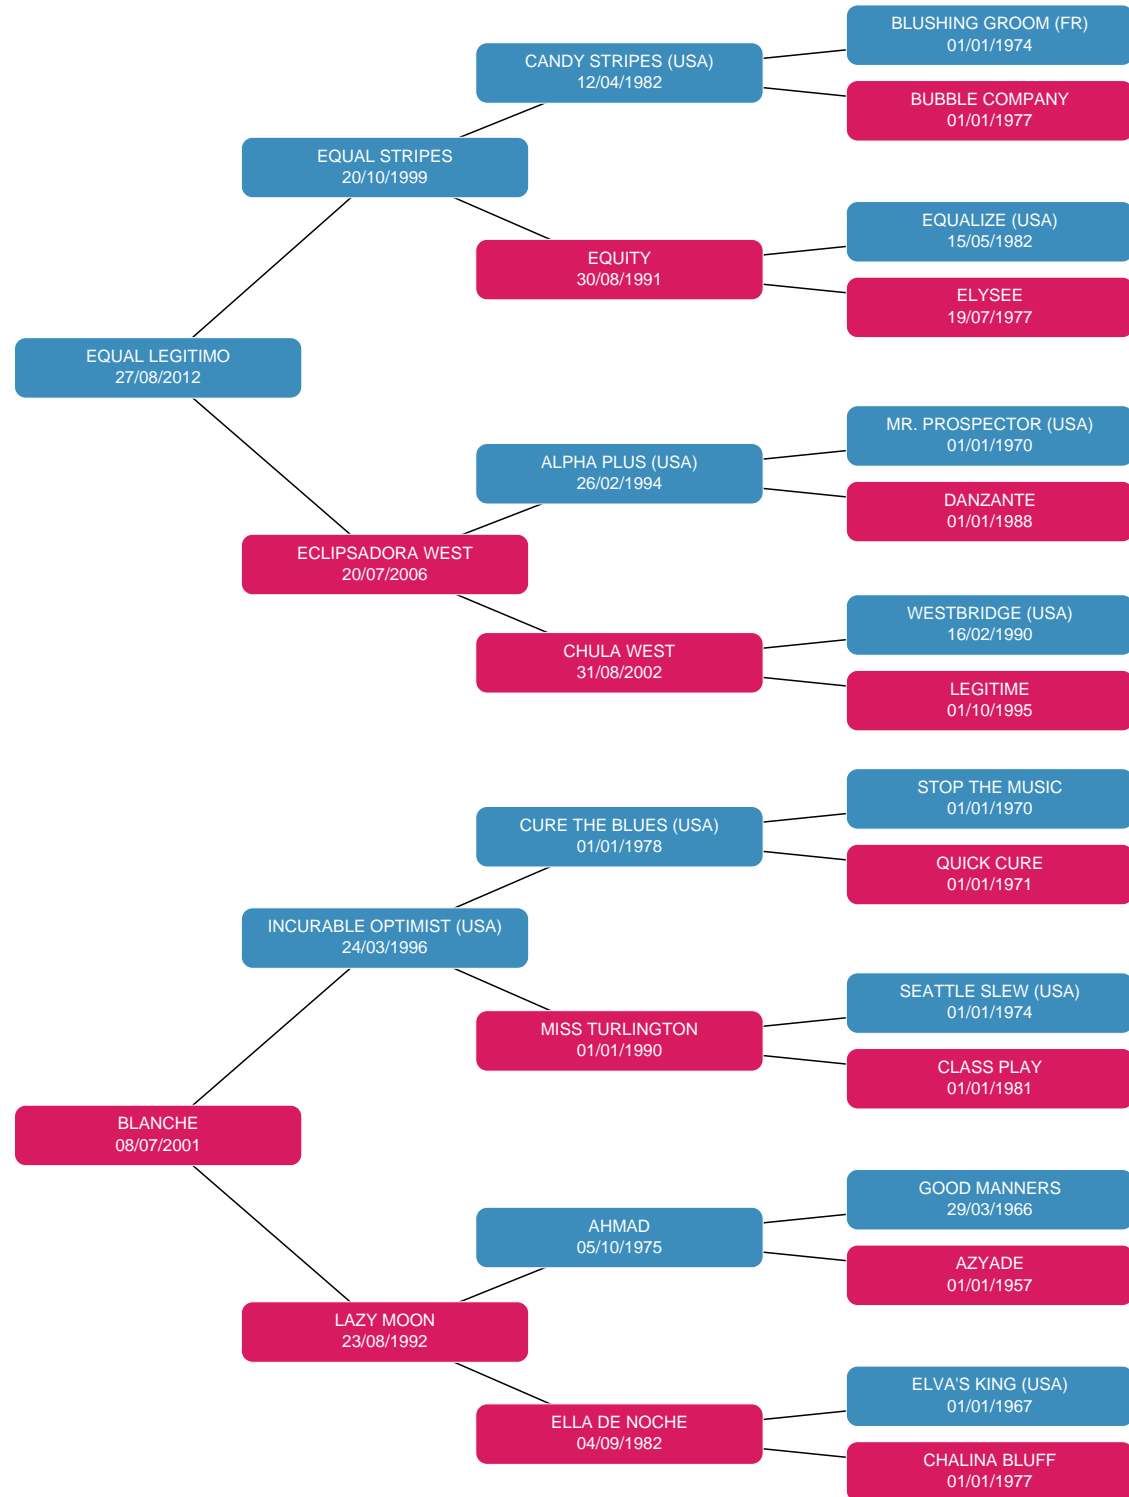 BLUSHING GROOM (FR)
01/01/1974
CANDY STRIPES (USA)
12/04/1982
BUBBLE COMPANY
01/01/1977
EQUAL STRIPES
20/10/1999
EQUALIZE (USA)
15/05/1982
EQUITY
30/08/1991
ELYSEE
19/07/1977
EQUAL LEGITIMO
27/08/2012
MR. PROSPECTOR (USA)
01/01/1970
ALPHA PLUS (USA)
26/02/1994
DANZANTE
01/01/1988
ECLIPSADORA WEST
20/07/2006
WESTBRIDGE (USA)
16/02/1990
CHULA WEST
31/08/2002
LEGITIME
01/10/1995
STOP THE MUSIC
01/01/1970
CURE THE BLUES (USA)
01/01/1978
QUICK CURE
01/01/1971
INCURABLE OPTIMIST (USA)
24/03/1996
SEATTLE SLEW (USA)
01/01/1974
MISS TURLINGTON
01/01/1990
CLASS PLAY
01/01/1981
BLANCHE
08/07/2001
GOOD MANNERS
29/03/1966
AHMAD
05/10/1975
AZYADE
01/01/1957
LAZY MOON
23/08/1992
ELVA'S KING (USA)
01/01/1967
ELLA DE NOCHE
04/09/1982
CHALINA BLUFF
01/01/1977